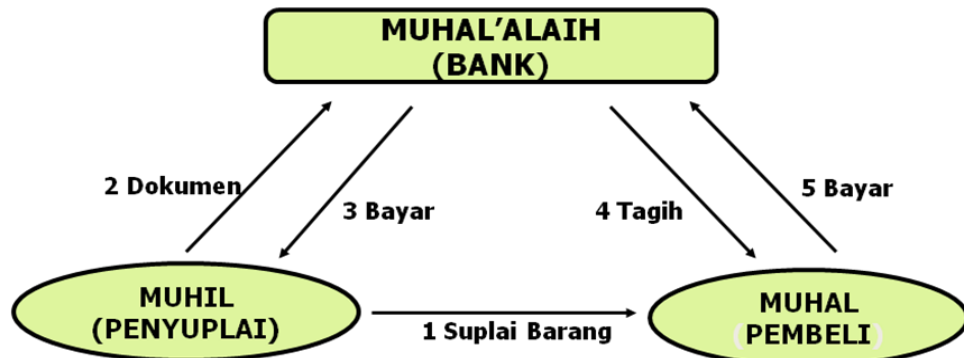 MUHAL'ALAIH
(BANK)
2 Dokumen
3 Bayar
4 Tagih
5 Bayar
MUHIL
(PENYUPLAI)
1 Suplai Barang
MUHAL
(PEMBELI)